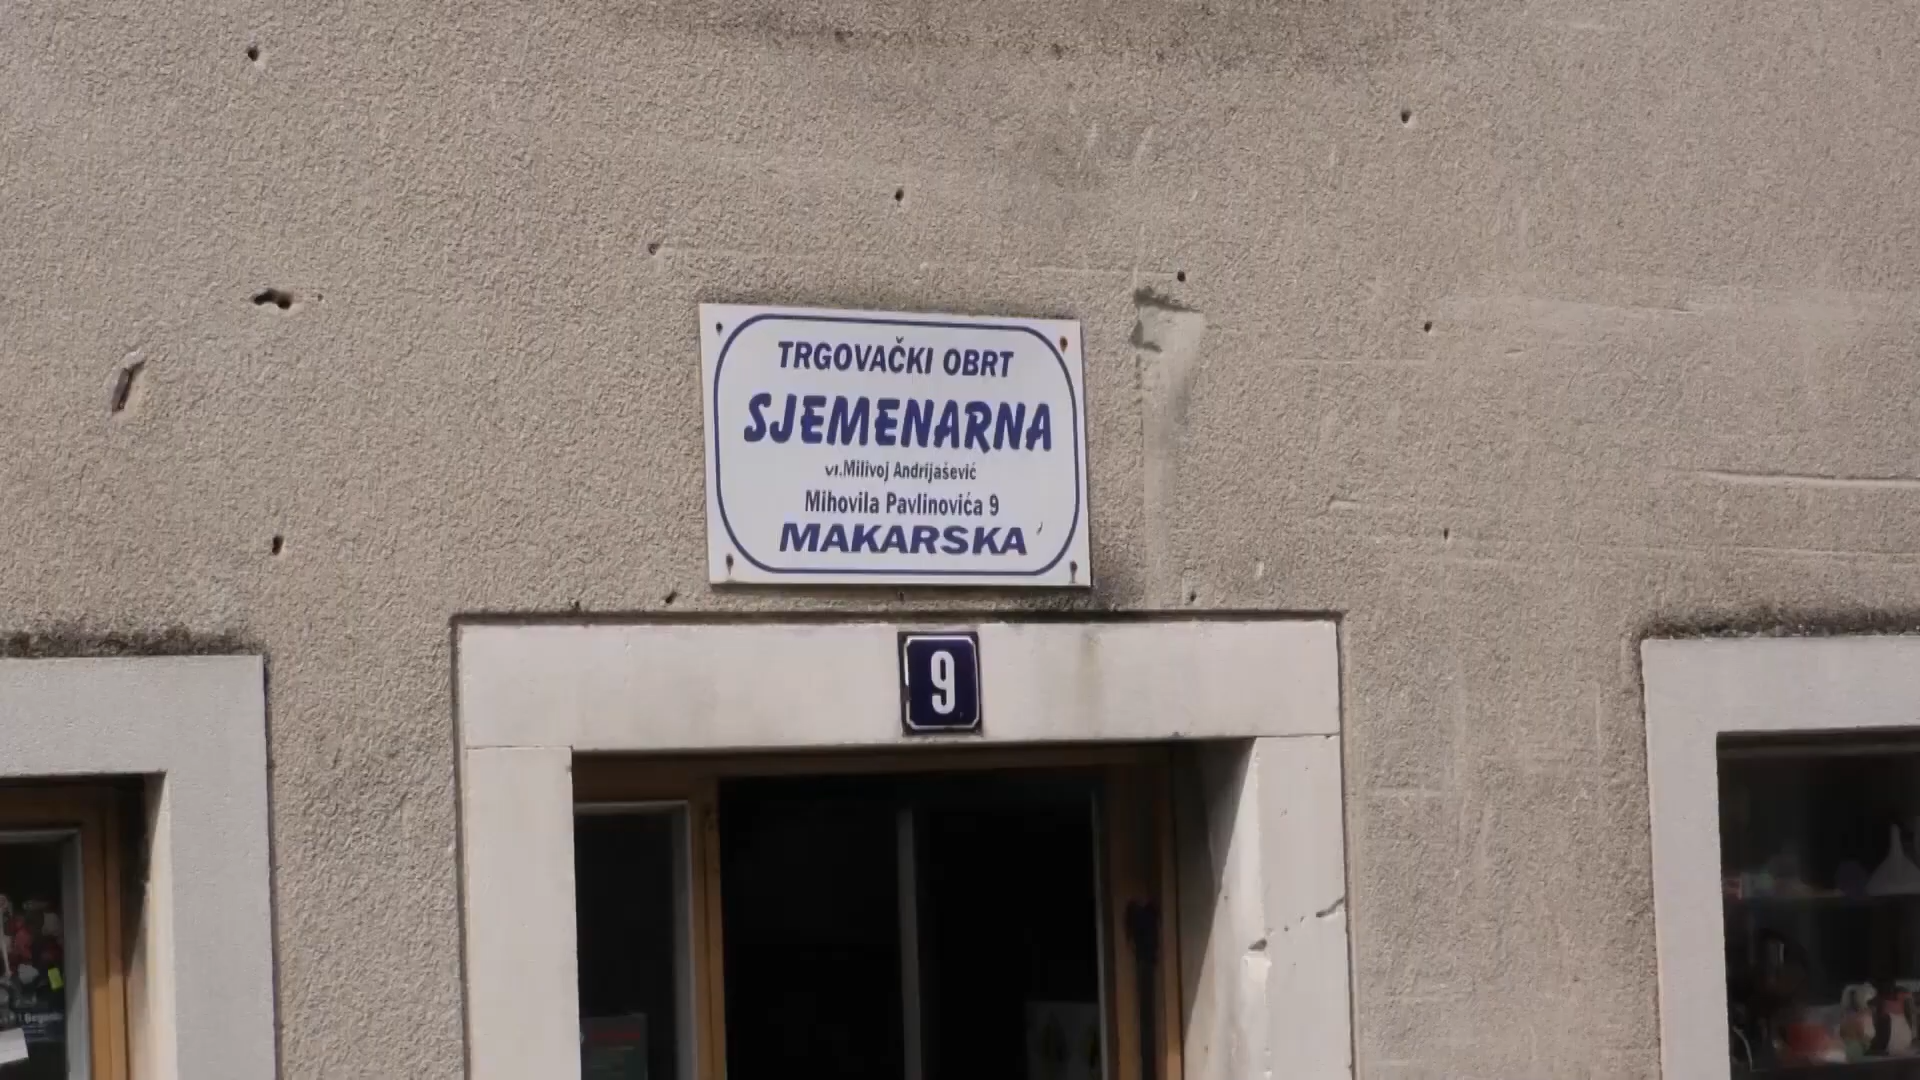 TRGOVAČKI OBRT
SJEMENARNA
vl.Milivoj Andrijašević
Mihovila Pavlinovića 9
MAKARSKA
9